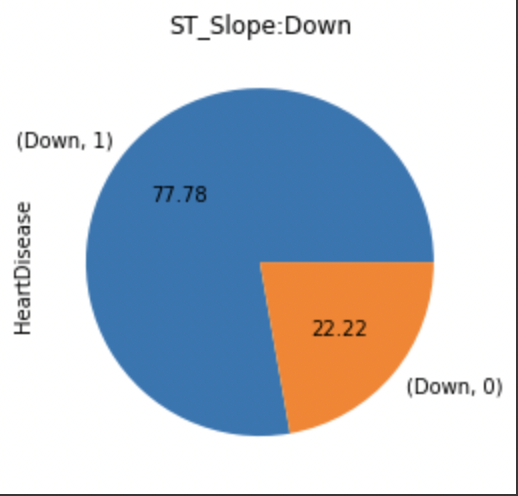 ST_Slope:Down
(Down, 1)
77.78
HeartDisease
22.22
(Down, 0)